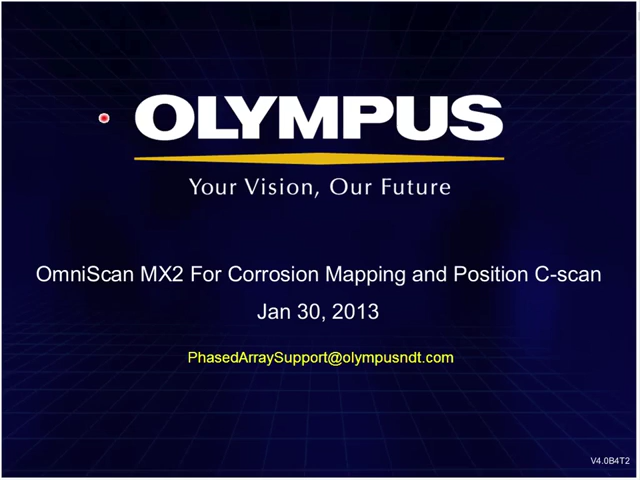 OLYMPUS
Your Vision, Our Future
OmniScan MX2 For Corrosion Mapping and Position C-scan
Jan 30, 2013
PhasedArraySupport@olympusndt.com
V4.0B4T2